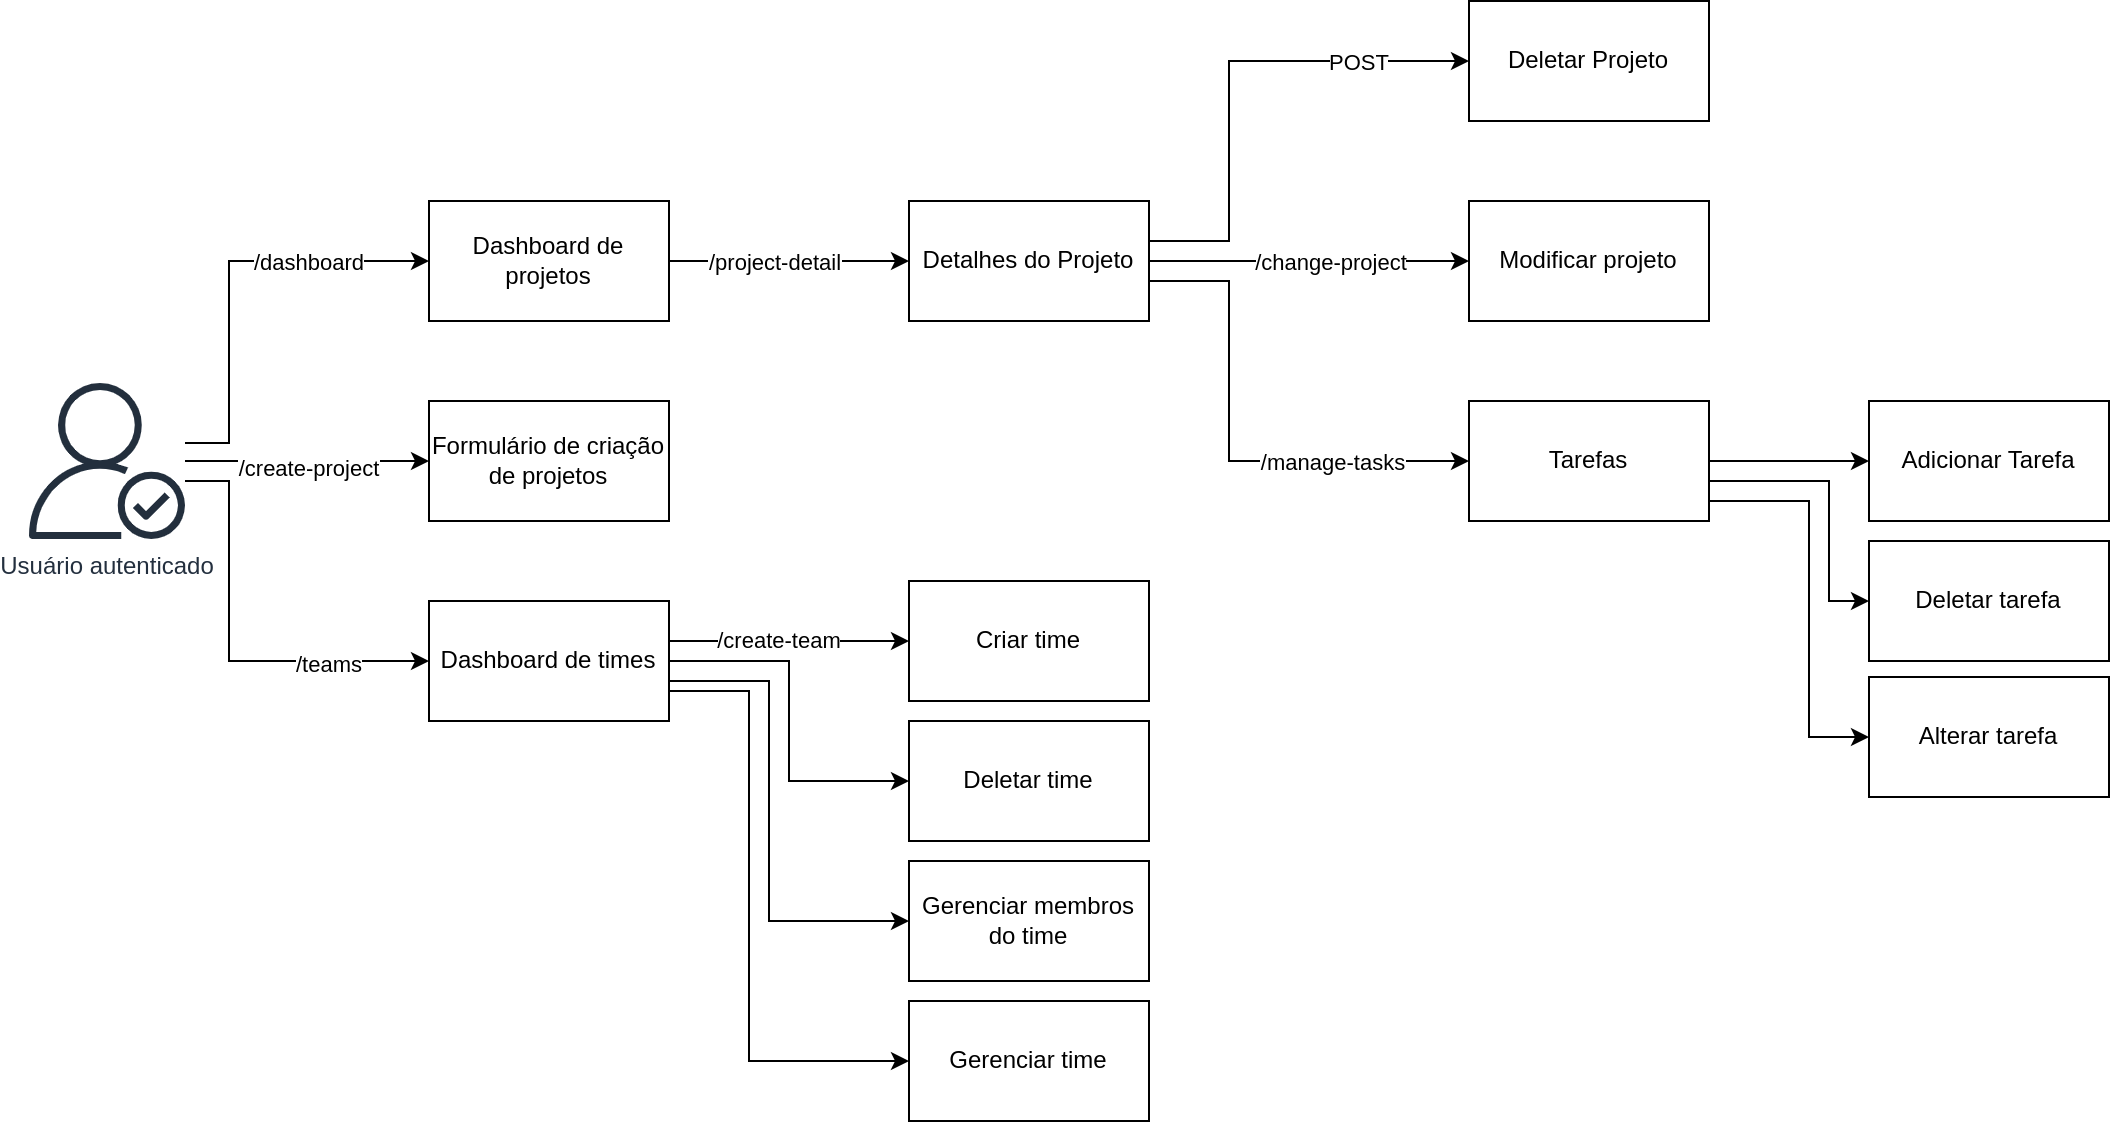 POST
Deletar Projeto
/dashboard
Dashboard de
projetos
/project-detail
Detalhes do Projeto
/change-project
Modificar projeto
/create-project
Formulário de criação
de projetos
/manage-tasks
Tarefas
Adicionar Tarefa
Usuário autenticado
Deletar tarefa
/teams
Dashboard de times
/create-team
Criar time
Alterar tarefa
Deletar time
Gerenciar membros
do time
Gerenciar time